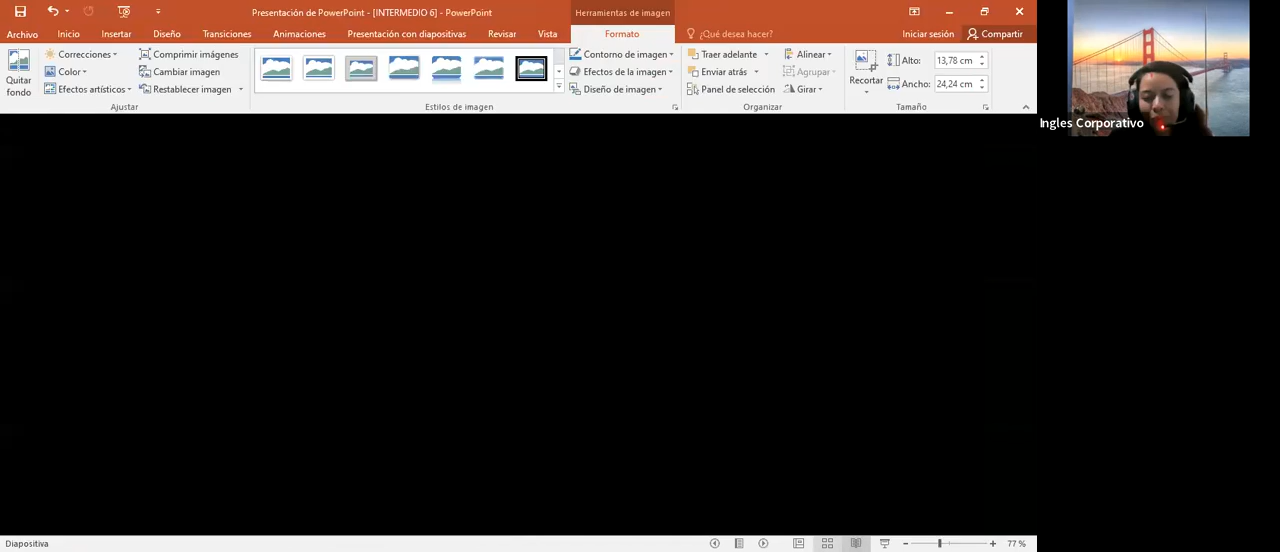 Presentación de PowerPoint - [INTERMEDIO 6] - PowerPoint
Herramientas de imagen
Archivo Inicio Insertar Diseño Transiciones Animaciones Presentación con diapositivas Revisar Vista Formato ¿Qué desea hacer? Iniciar sesión Compartir
Quitar fondo
Correcciones
Color
Efectos artísticos
Comprimir imágenes
Cambiar imagen
Restablecer imagen
Ajustar
Estilos de imagen
Contorno de imagen
Efectos de la imagen
Diseño de imagen
Traer adelante
Enviar atrás
Panel de selección
Alinear
Agrupar
Girar
Organizar
Recortar
Alto: 13,78 cm
Ancho: 24,24 cm
Tamaño
Ingles Corporativo
Diapositiva
77 %